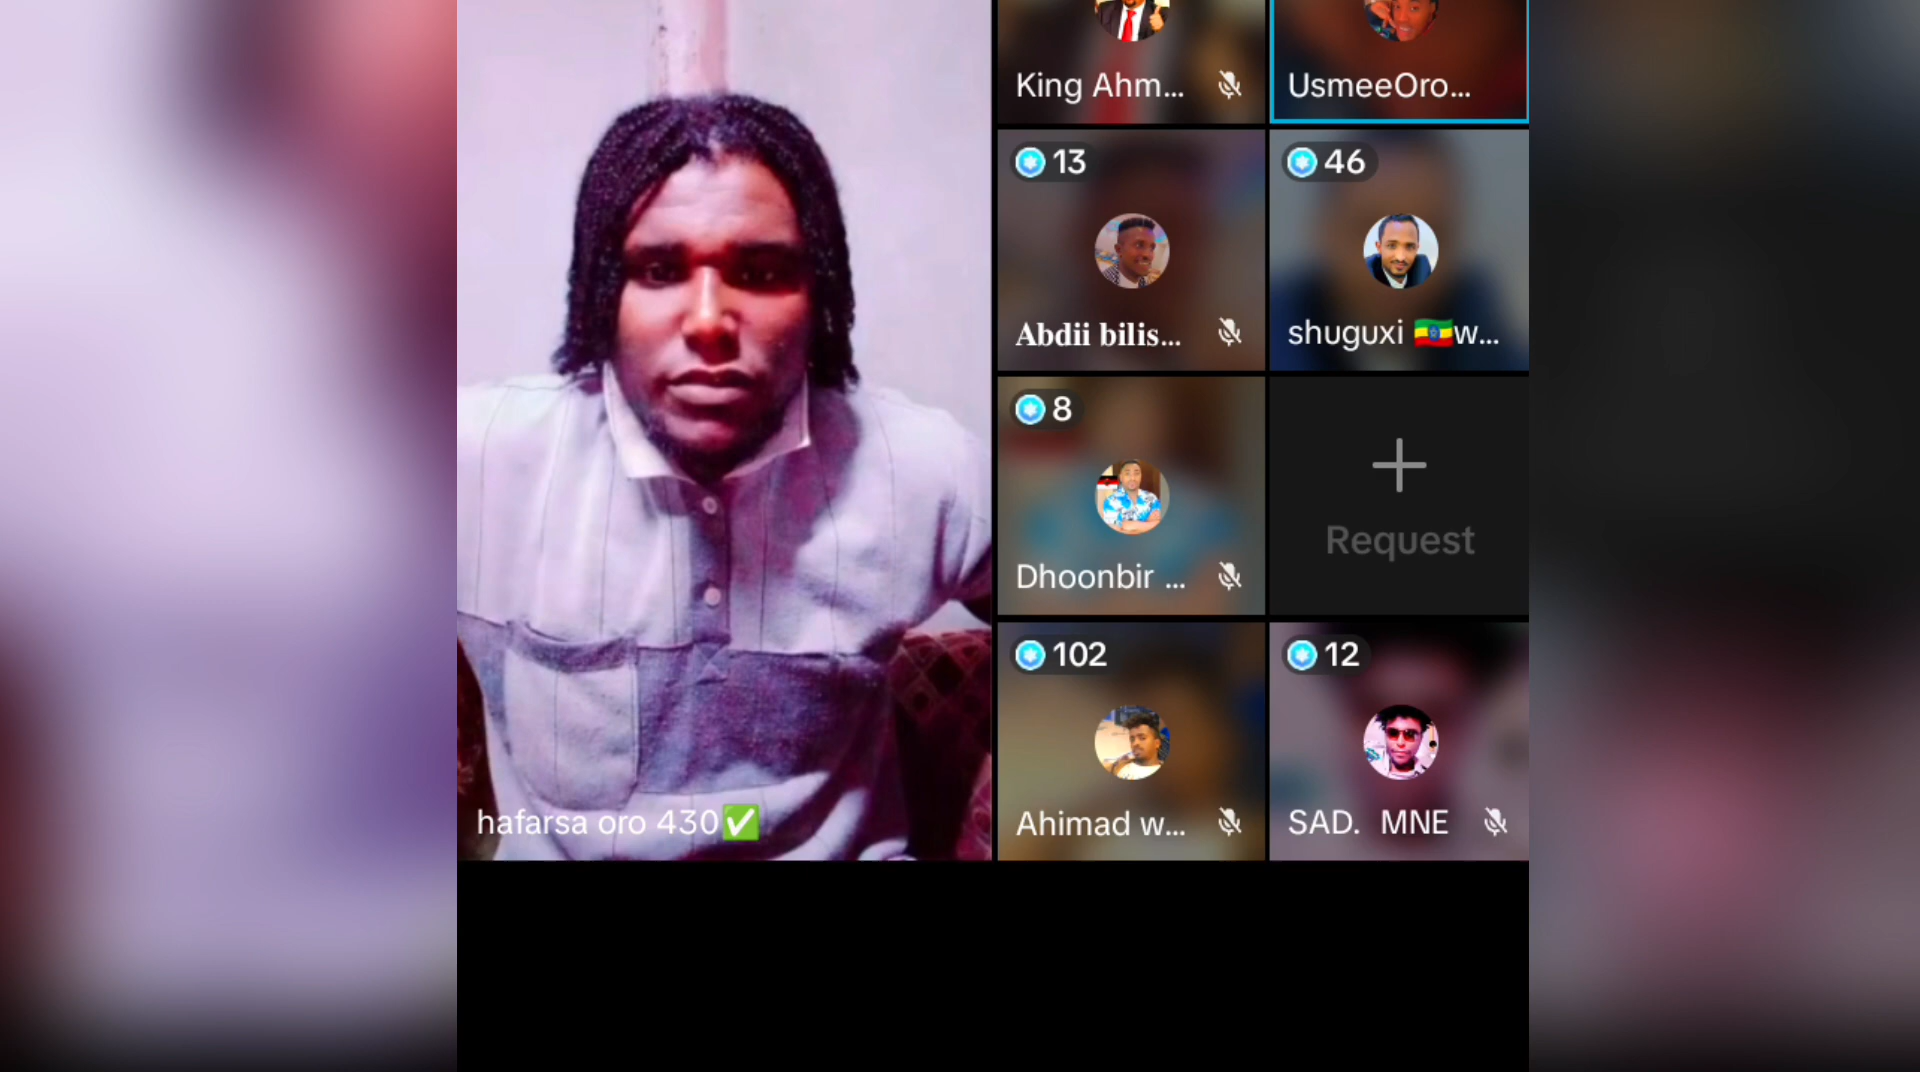 King Ahm...
UsmeeOro...
13
46
Abdii bilis...
shuguxi 🇪🇹w...
8
Dhoonbir ...
Request
102
12
hafarsa oro 430✅
Ahimad w...
SAD. MNE